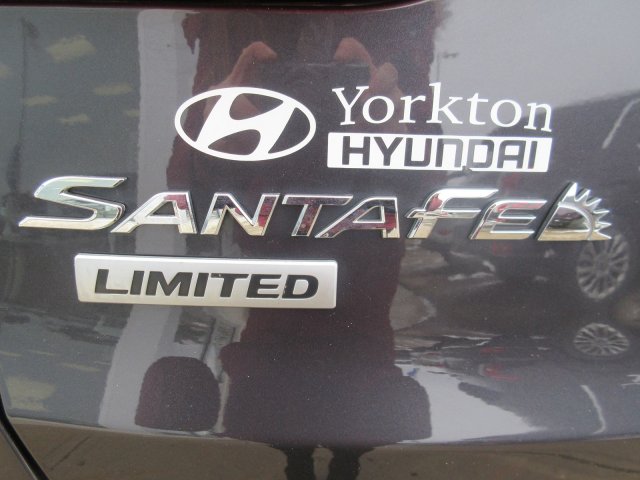 Yorkton
HYUNDAI
SANTA FE
LIMITED